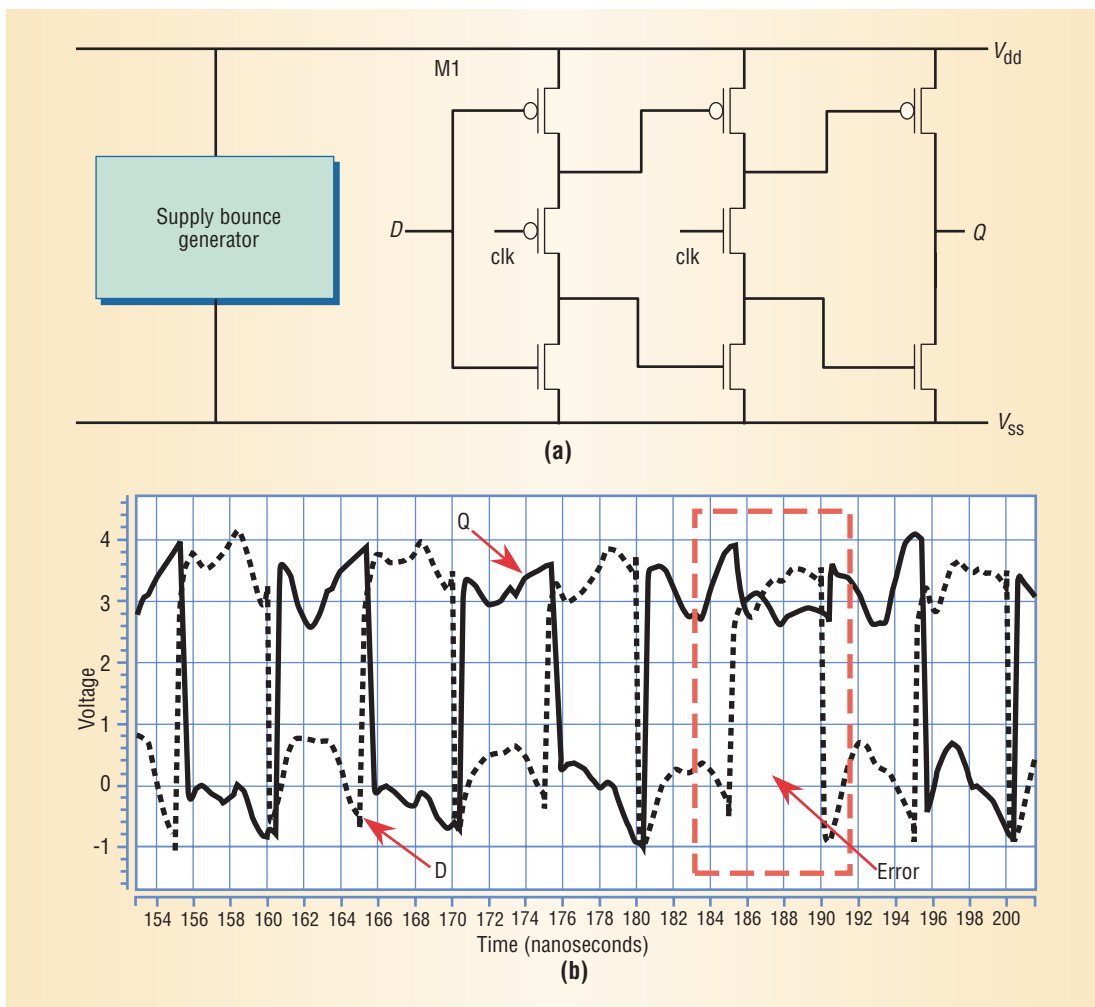 V_dd
M1
Supply bounce
generator
D
clk
clk
Q
V_ss
(a)
Voltage
4
3
2
1
0
-1
Q
D
Error
154 156 158 160 162 164 166 168 170 172 174 176 178 180 182 184 186 188 190 192 194 196 198 200
Time (nanoseconds)
(b)